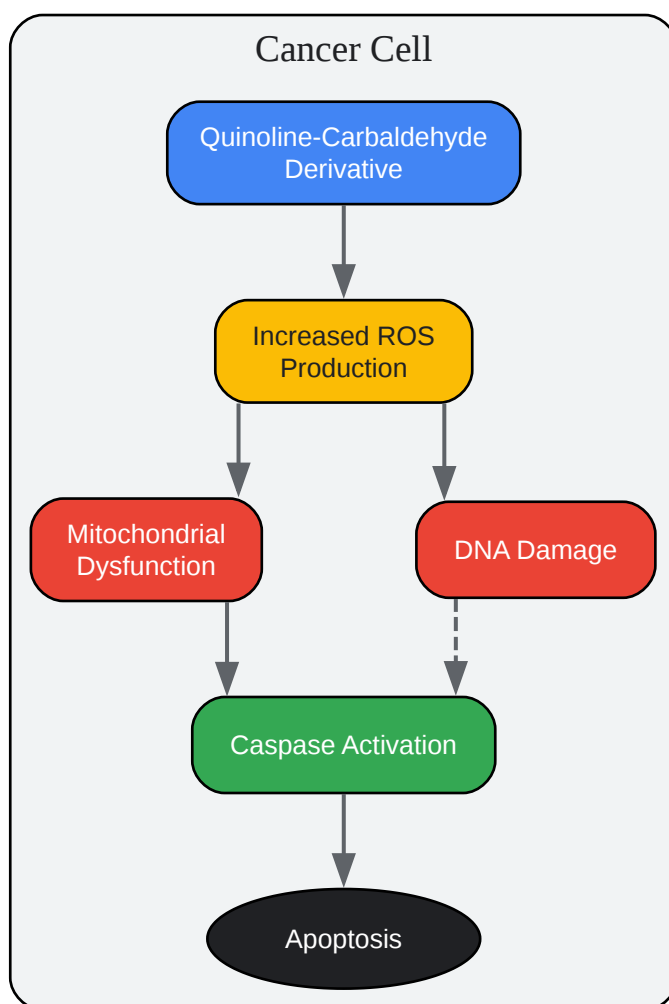 Cancer Cell
Quinoline-Carbaldehyde
Derivative
Increased ROS
Production
Mitochondrial
Dysfunction
DNA Damage
Caspase Activation
Apoptosis